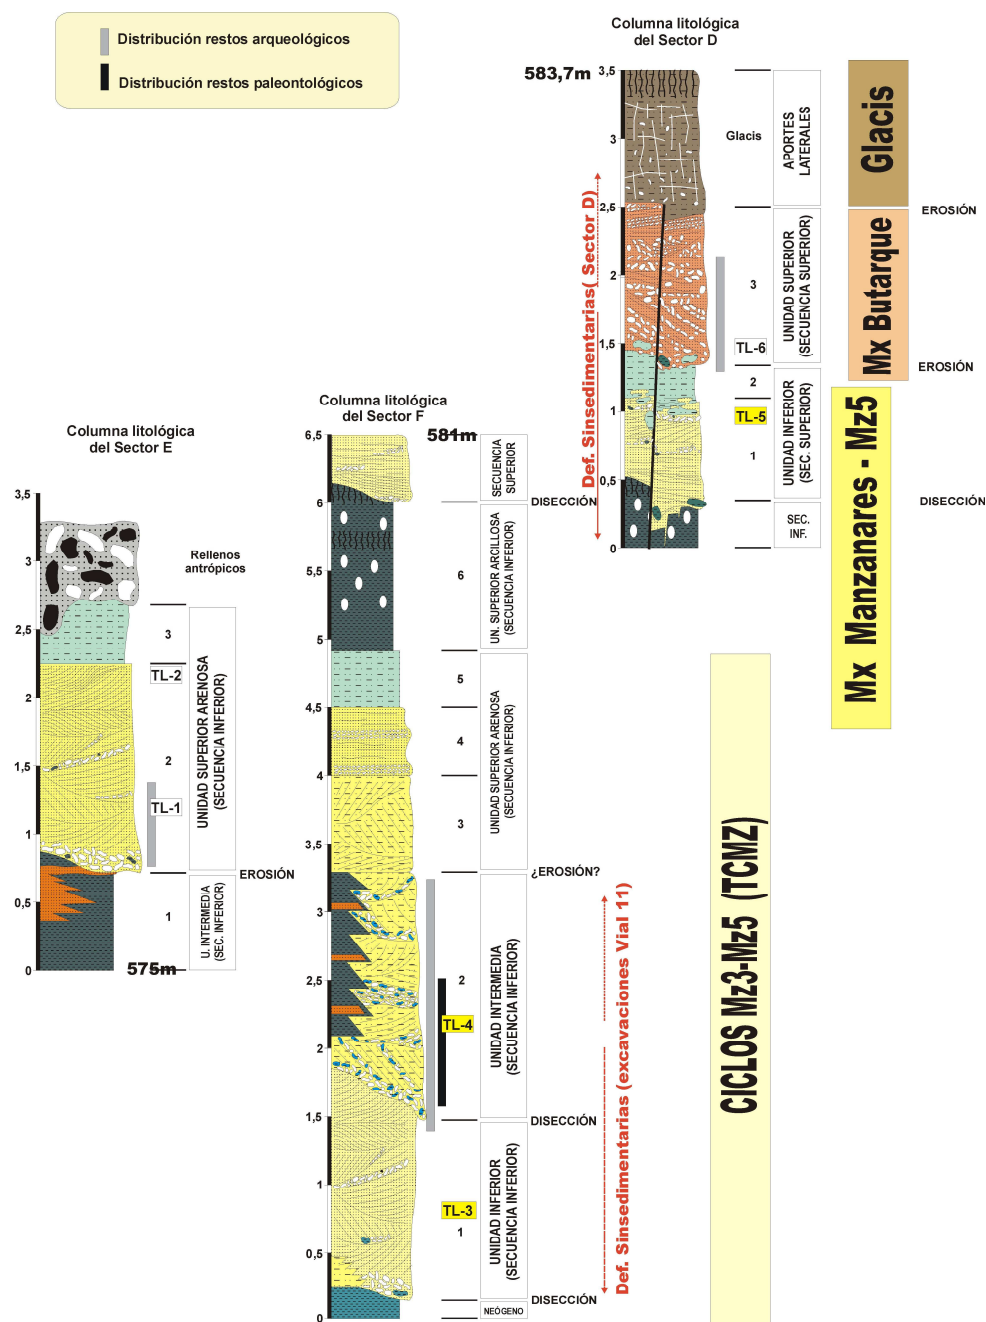 Distribución restos arqueológicos
Distribución restos paleontológicos
Columna litológica
del Sector D
583,7m
3,5
3
2,5
2
1,5
1
0,5
0
Glacis
3
TL-6
2
TL-5
1
APORTES
LATERALES
UNIDAD SUPERIOR
(SECUENCIA SUPERIOR)
UNIDAD INFERIOR
(SEC. SUPERIOR)
SEC.
INF.
Def. Sinsedimentarias( Sector D)
Glacis
Mx Butarque
Mx Manzanares - Mz5
EROSIÓN
EROSIÓN
DISECCIÓN
Columna litológica
del Sector F
581m
6,5
6
5,5
5
4,5
4
3,5
3
2,5
2
1,5
1
0,5
0
6
5
4
3
2
TL-4
TL-3
1
SECUENCIA
SUPERIOR
UN. SUPERIOR ARCILLOSA
(SECUENCIA INFERIOR)
UNIDAD SUPERIOR ARENOSA
(SECUENCIA INFERIOR)
UNIDAD INTERMEDIA
(SECUENCIA INFERIOR)
UNIDAD INFERIOR
(SECUENCIA INFERIOR)
NEÓGENO
DISECCIÓN
¿EROSIÓN?
DISECCIÓN
DISECCIÓN
Def. Sinsedimentarias (excavaciones Vial 11)
CICLOS Mz3-Mz5 (TCMZ)
Columna litológica
del Sector E
3,5
3
2,5
2
1,5
1
0,5
0
Rellenos
antrópicos
3
TL-2
2
TL-1
1
575m
UNIDAD SUPERIOR ARENOSA
(SECUENCIA INFERIOR)
U. INTERMEDIA
(SEC. INFERIOR)
EROSIÓN